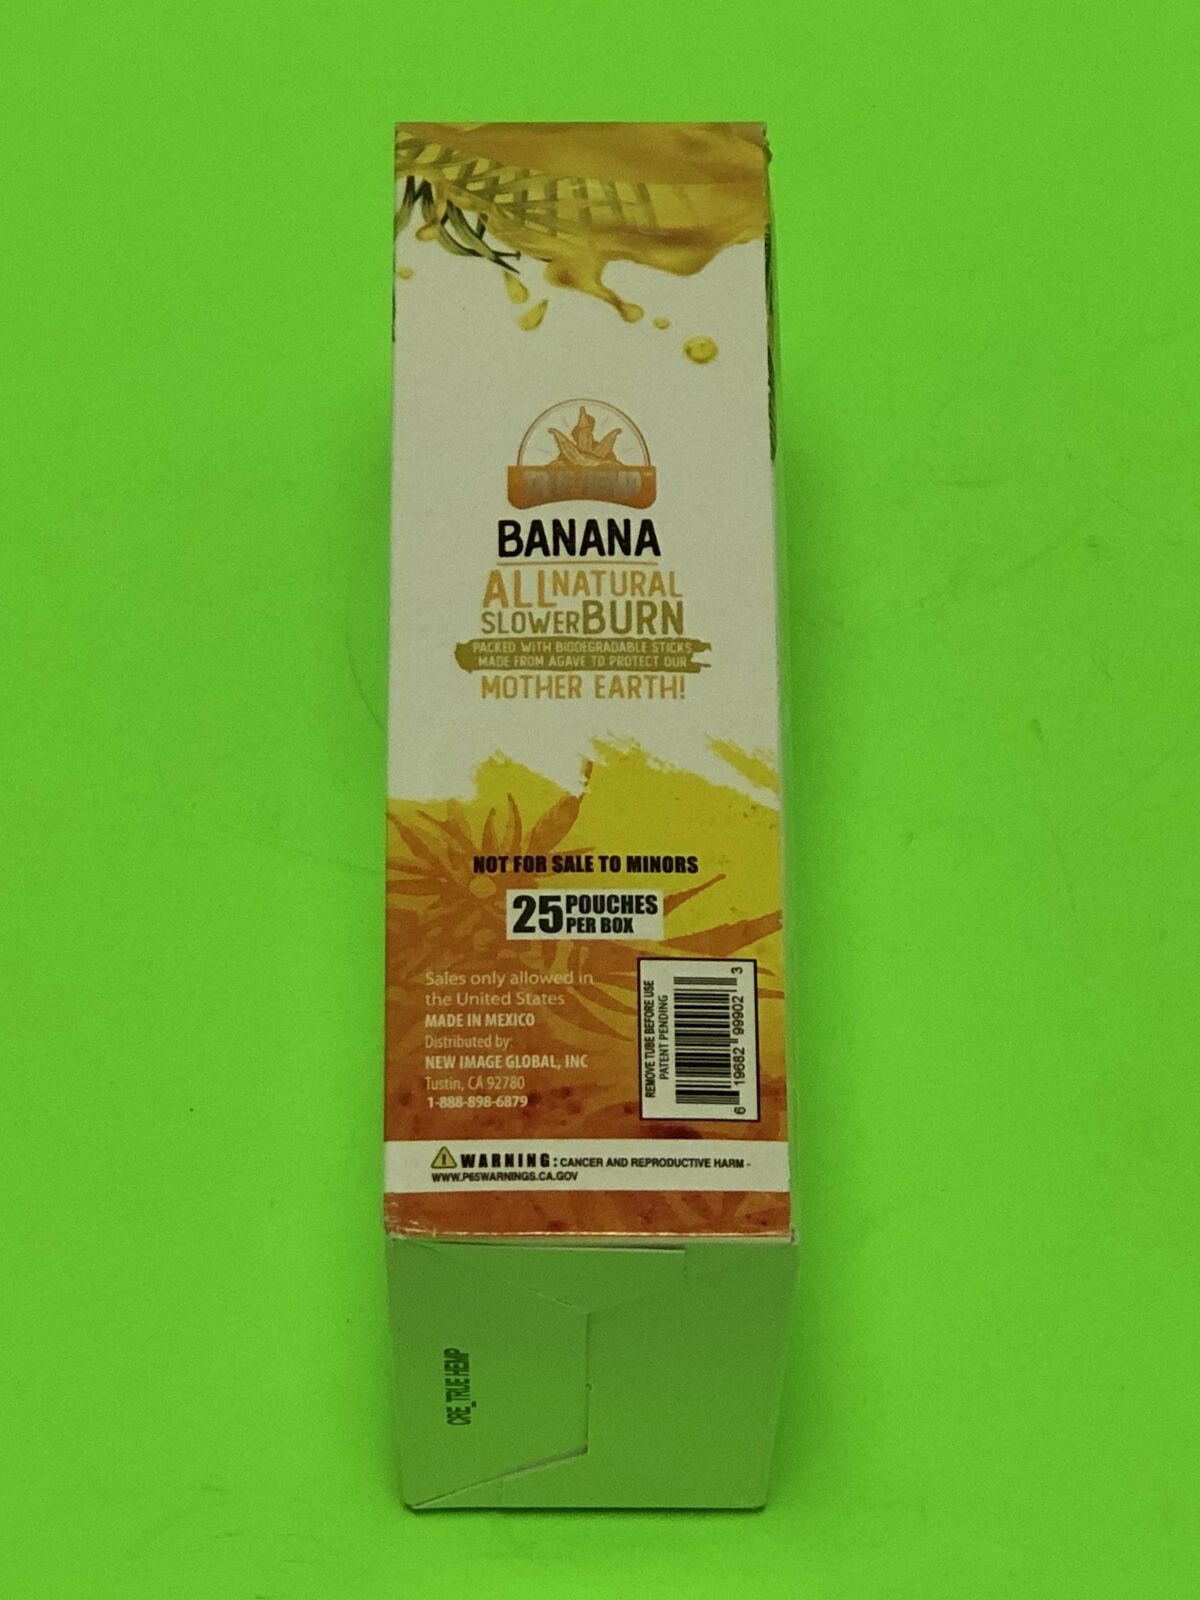 TRUE HEMP
BANANA
ALL NATURAL
SLOWER BURN
PACKED WITH BIODEGRADABLE STICKS
MADE FROM AGAVE TO PROTECT OUR
MOTHER EARTH!
NOT FOR SALE TO MINORS
25 POUCHES
PER BOX
Sales only allowed in
the United States
MADE IN MEXICO
Distributed by:
NEW IMAGE GLOBAL, INC
Tustin, CA 92780
1-888-898-6879
REMOVE TUBE BEFORE USE
PATENT PENDING
6 19682 99902 3
WARNING: CANCER AND REPRODUCTIVE HARM -
WWW.P65WARNINGS.CA.GOV
CRE_TRUE HEMP